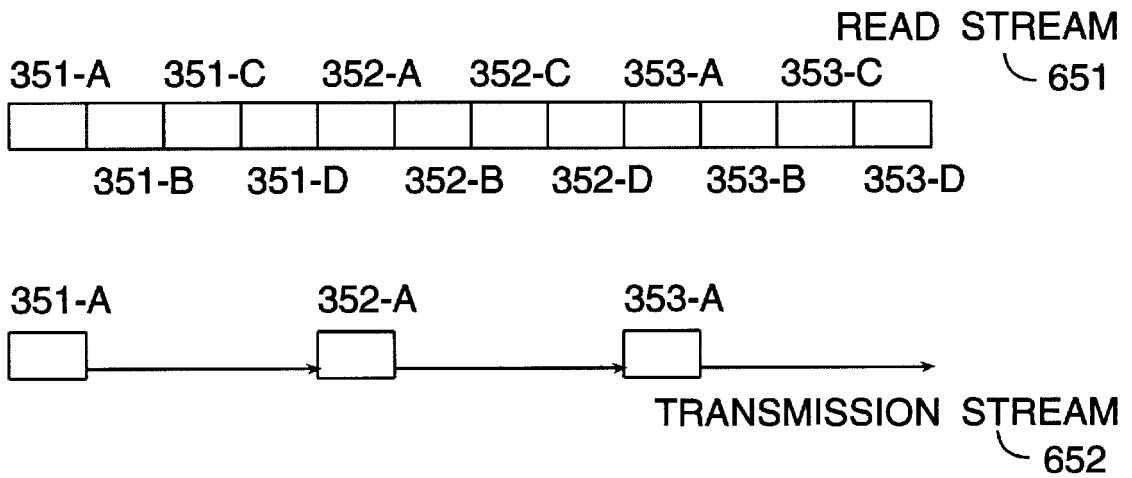 READ STREAM
651
351-A 351-C 352-A 352-C 353-A 353-C
351-B 351-D 352-B 352-D 353-B 353-D
351-A 352-A 353-A
TRANSMISSION STREAM
652